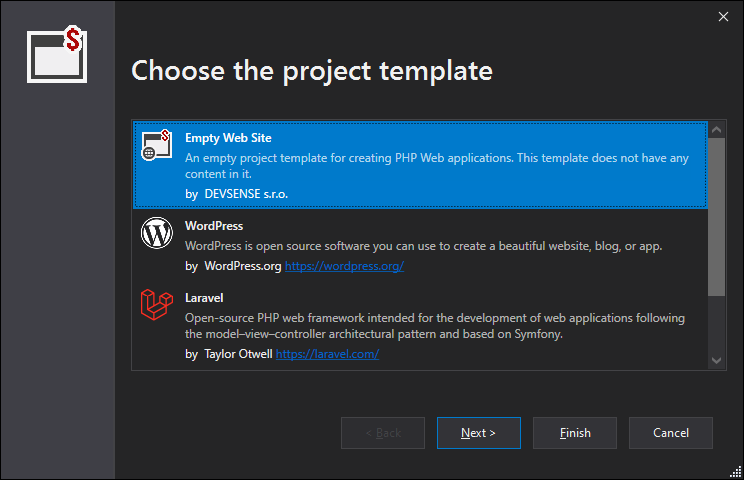 Choose the project template
Empty Web Site
An empty project template for creating PHP Web applications. This template does not have any
content in it.
by DEVSENSE s.r.o.
WordPress
WordPress is open source software you can use to create a beautiful website, blog, or app.
by WordPress.org https://wordpress.org/
Laravel
Open-source PHP web framework intended for the development of web applications following
the model–view–controller architectural pattern and based on Symfony.
by Taylor Otwell https://laravel.com/
< Back
Next >
Finish
Cancel